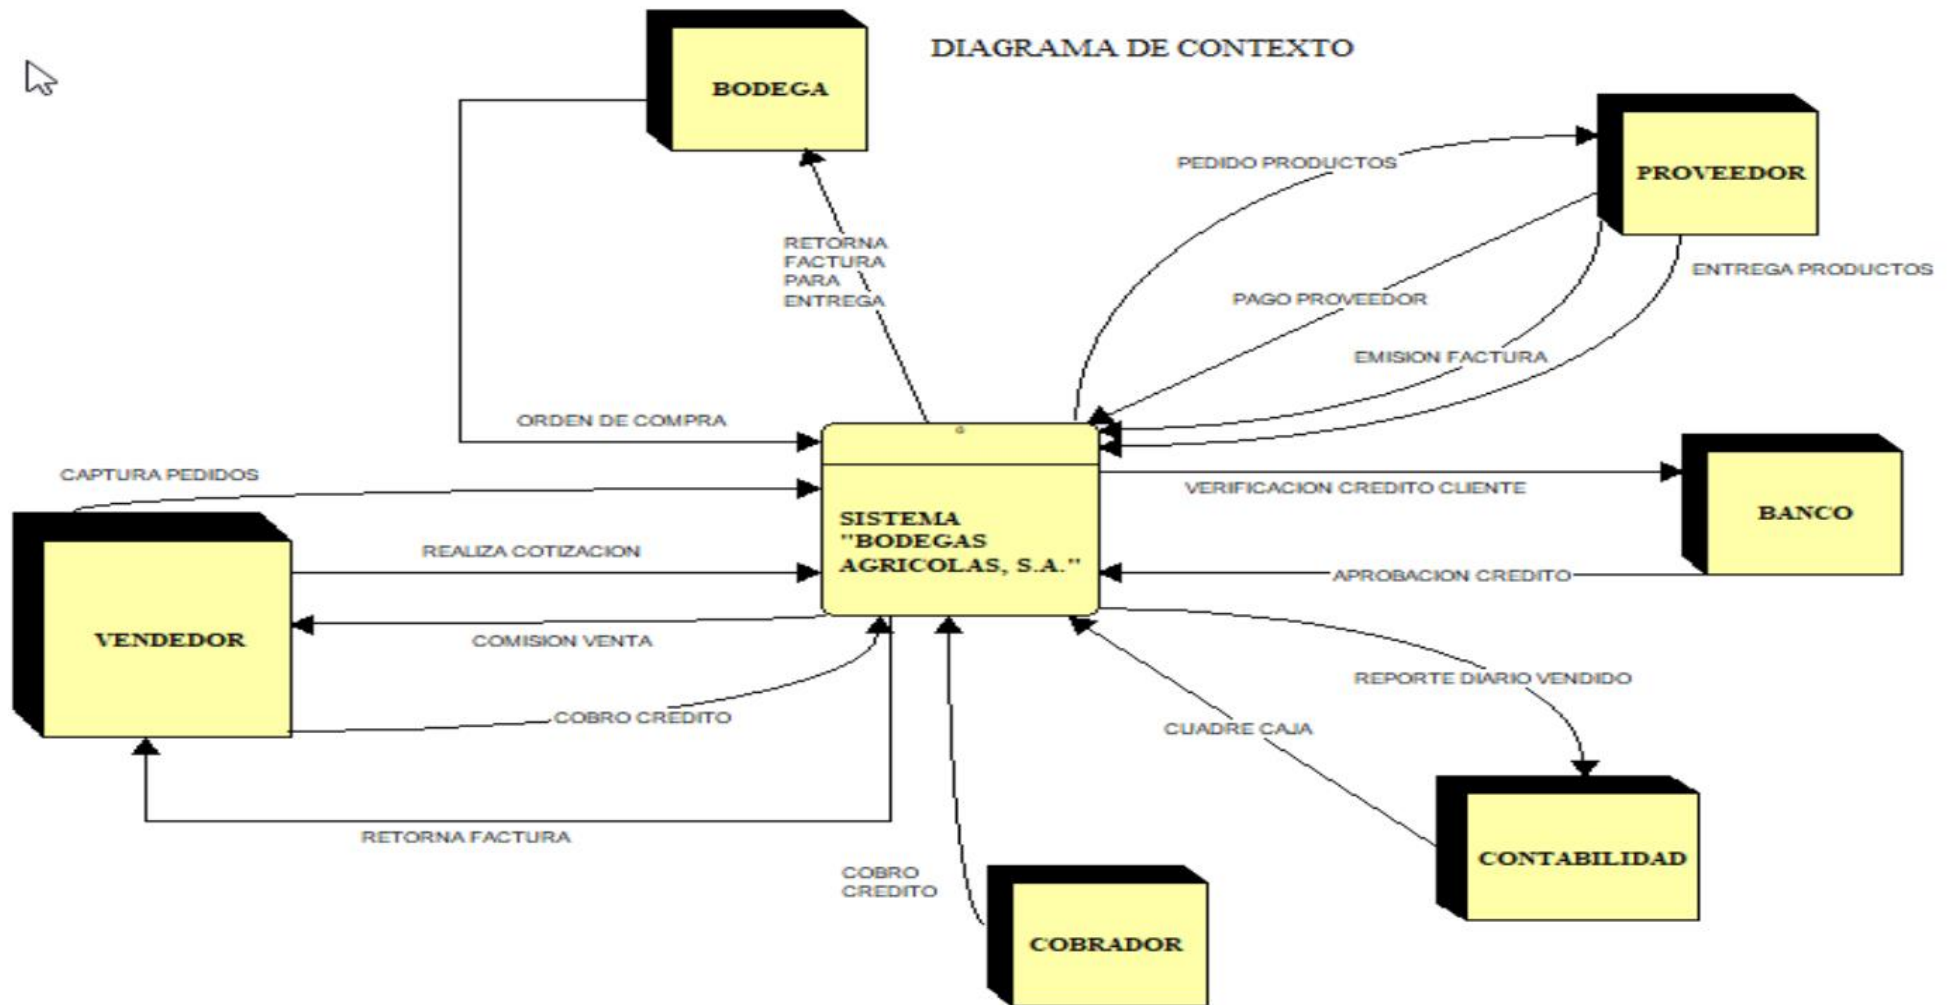 DIAGRAMA DE CONTEXTO
BODEGA
PROVEEDOR
PEDIDO PRODUCTOS
RETORNA
FACTURA
PARA
ENTREGA
ENTREGA PRODUCTOS
PAGO PROVEEDOR
EMISION FACTURA
ORDEN DE COMPRA
CAPTURA PEDIDOS
VERIFICACION CREDITO CLIENTE
BANCO
SISTEMA
"BODEGAS
AGRICOLAS, S.A."
REALIZA COTIZACION
APROBACION CREDITO
VENDEDOR
COMISION VENTA
REPORTE DIARIO VENDIDO
COBRO CREDITO
CUADRE CAJA
RETORNA FACTURA
CONTABILIDAD
COBRO
CREDITO
COBRADOR